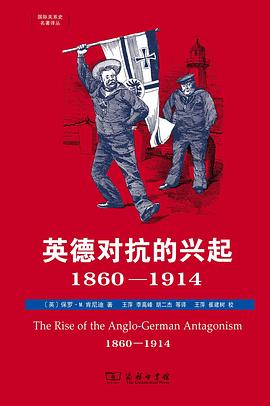 国际关系史
名著译丛
英德对抗的兴起
1860—1914
〔英〕保罗·M.肯尼迪 著 王萍 李高峰 胡二杰 等译 王萍 崔建树 校
The Rise of the Anglo-German Antagonism
1860—1914
商务印书馆
The Commercial Press